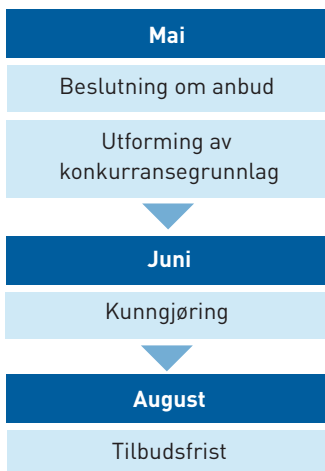 Mai
Beslutning om anbud
Utforming av
konkurransegrunnlag
Juni
Kunngjøring
August
Tilbudsfrist